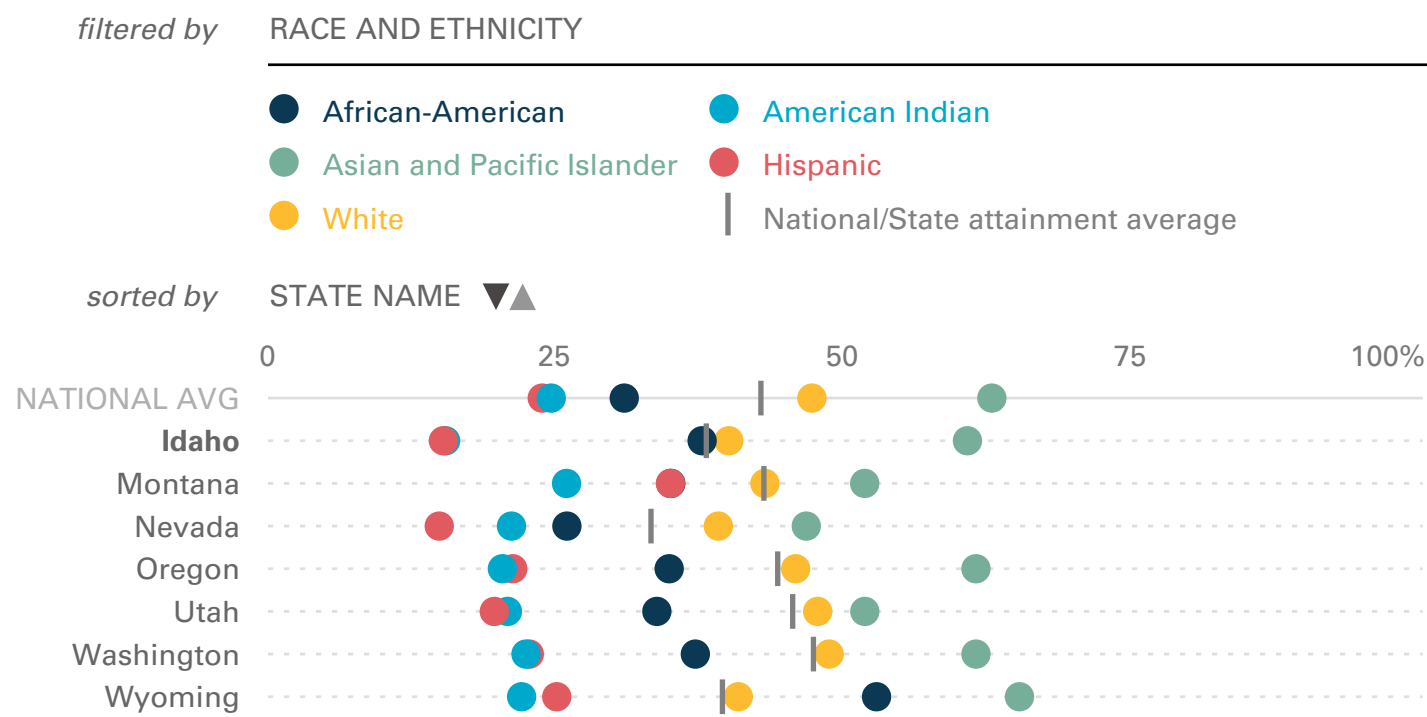 filtered by RACE AND ETHNICITY
African-American American Indian
Asian and Pacific Islander Hispanic
White National/State attainment average
sorted by STATE NAME
0 25 50 75 100%
NATIONAL AVG
Idaho
Montana
Nevada
Oregon
Utah
Washington
Wyoming